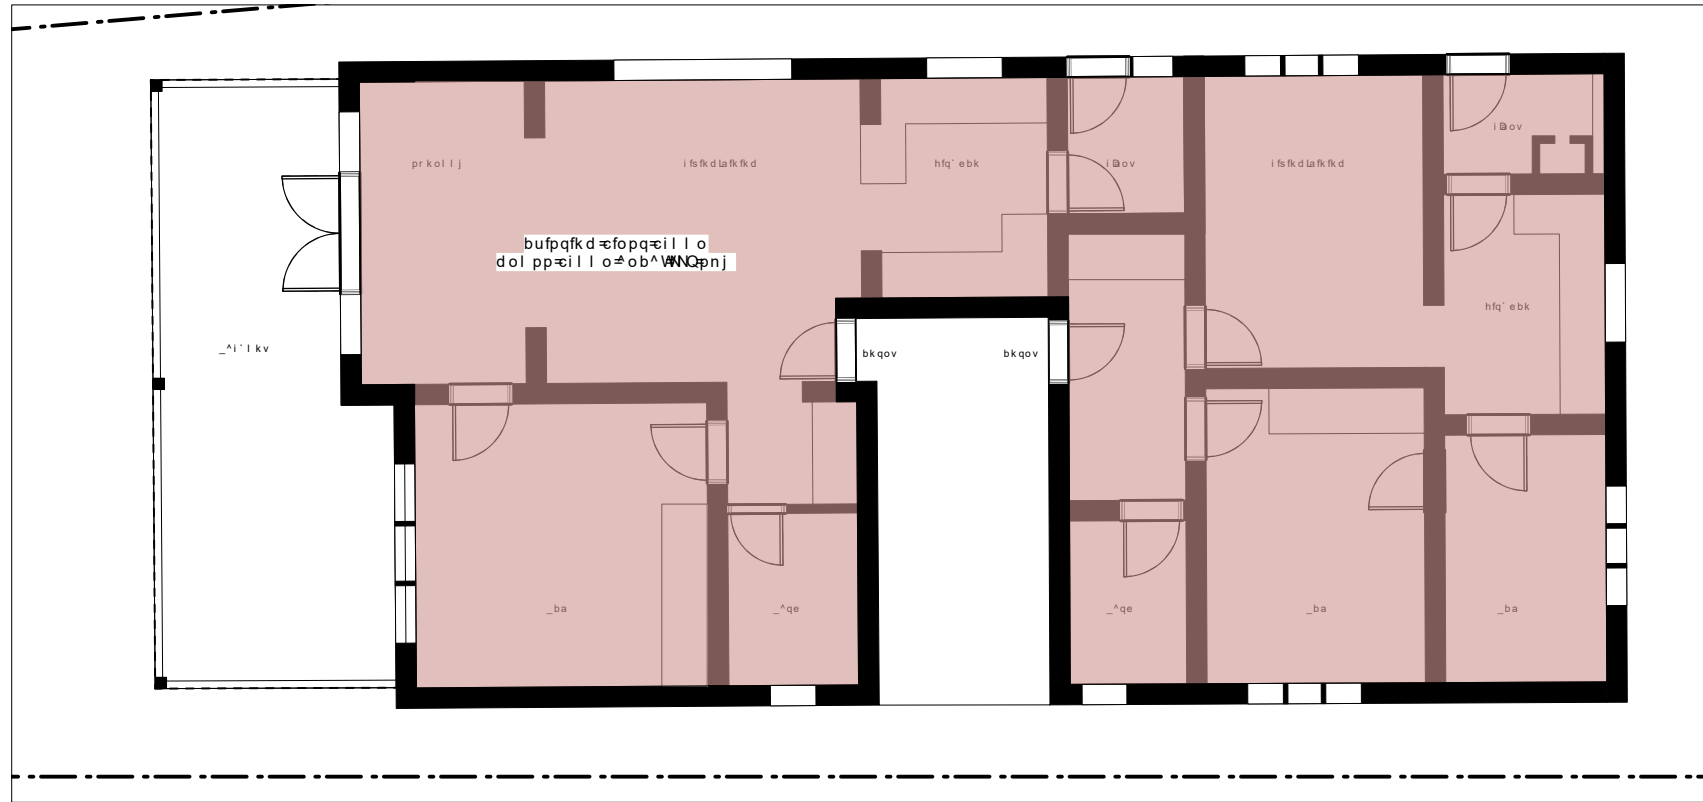 prkollj
ifsfkdLafkfkd
hfq`ebk
ifsfkdLafkfkd
bufpqfkd=cfopq=cillo
_^i`lkv
bkqov
bkqov
hfq`ebk
_ba
_^qe
_^qe
_ba
_ba